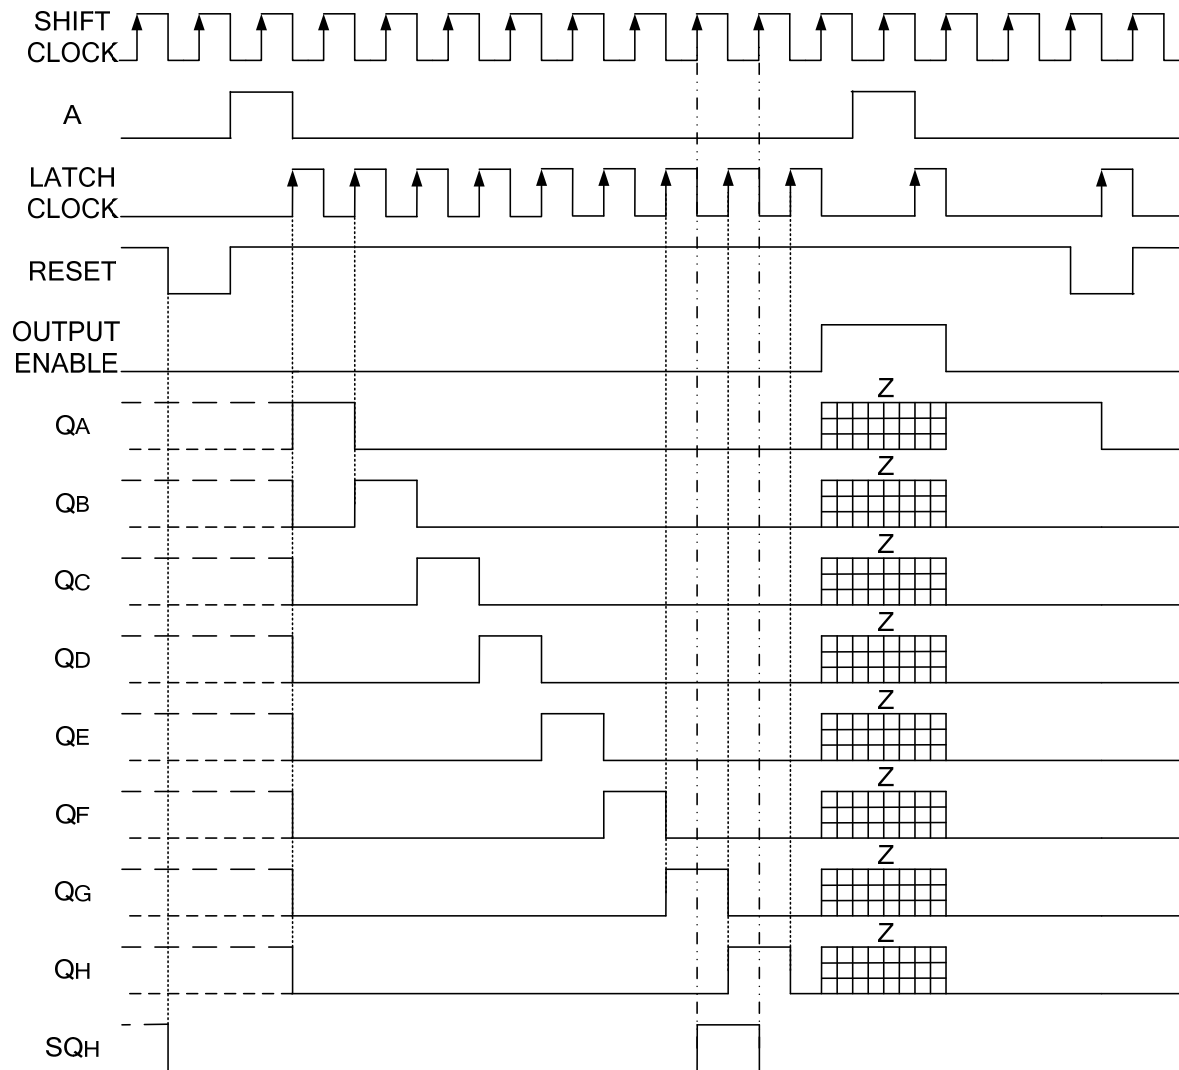 SHIFT
CLOCK
A
LATCH
CLOCK
RESET
OUTPUT
ENABLE
Z
QA
Z
QB
Z
QC
Z
QD
Z
QE
Z
QF
Z
QG
Z
QH
SQH